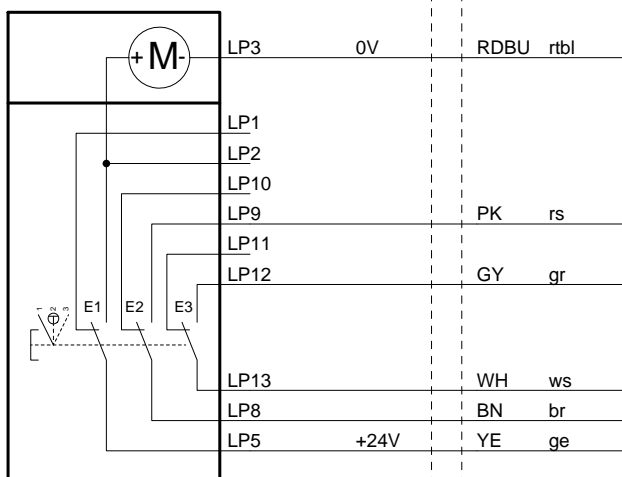 + M - LP3 0V RDBU rtbl
LP1
LP2
LP10
LP9 PK rs
LP11
LP12 GY gr
1 2 3 E1 E2 E3
LP13 WH ws
LP8 BN br
LP5 +24V YE ge